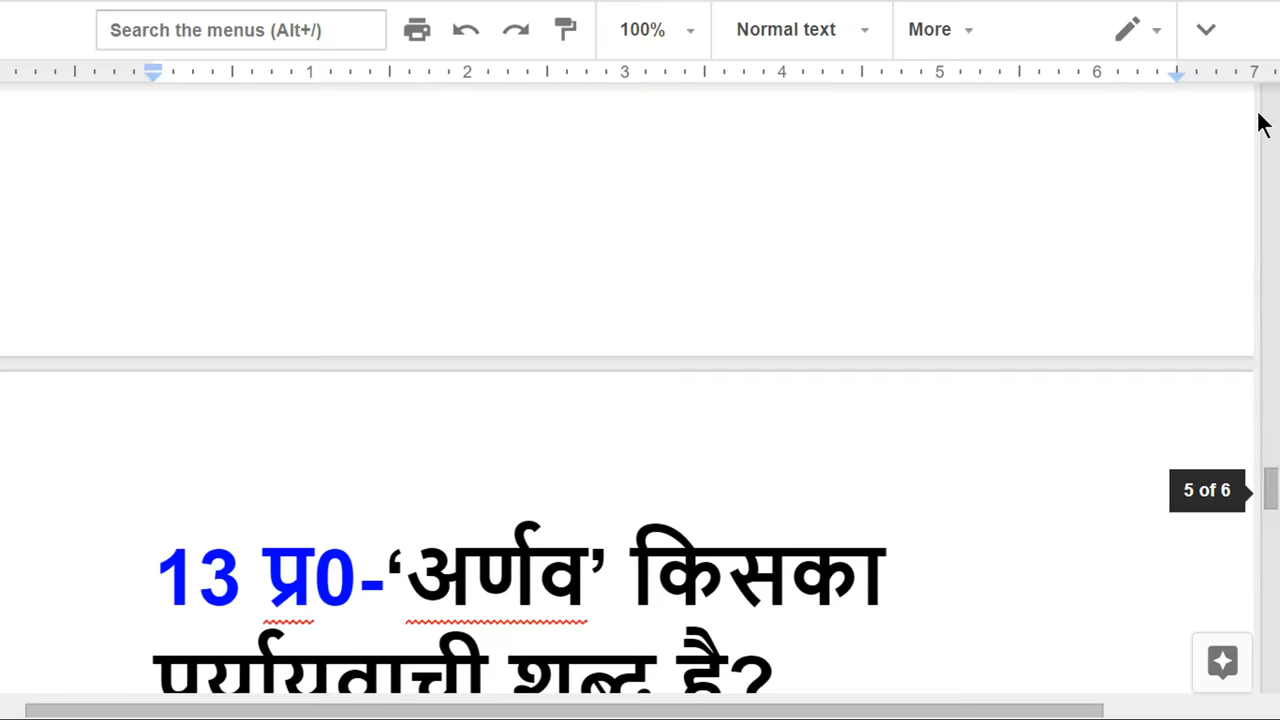 Search the menus (Alt+/) 100% Normal text More
1 2 3 4 5 6 7
5 of 6
13 प्र0-‘अर्णव’ किसका
पर्यायवाची शब्द है?